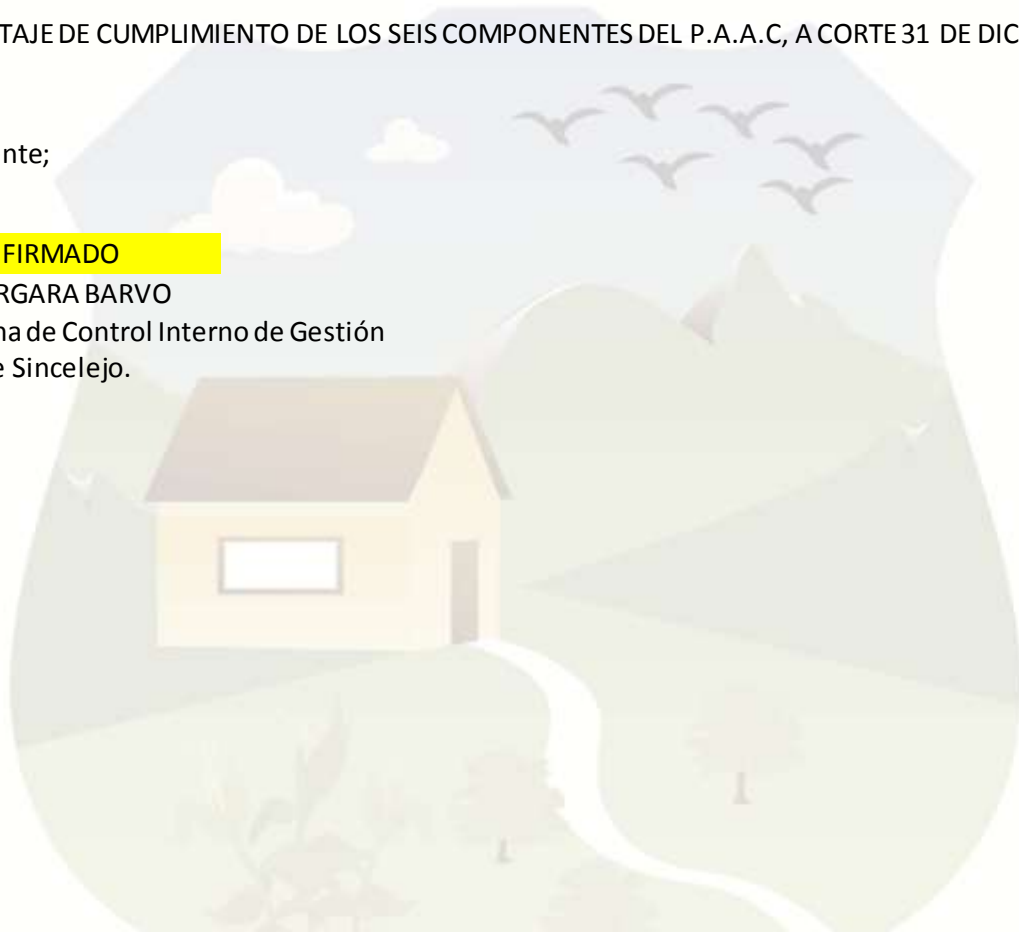 TAJE DE CUMPLIMIENTO DE LOS SEIS COMPONENTES DEL P.A.A.C, A CORTE 31 DE DIC
nte;
FIRMADO
RGARA BARVO
na de Control Interno de Gestión
e Sincelejo.